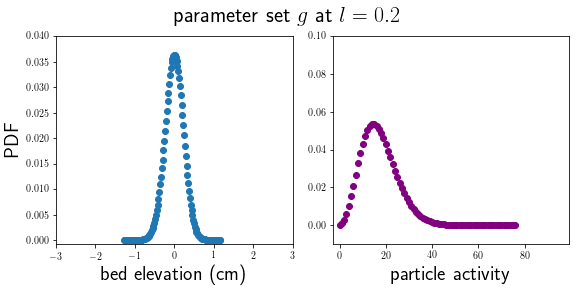 parameter set g at l = 0.2
PDF
0.040
0.035
0.030
0.025
0.020
0.015
0.010
0.005
0.000
−3 −2 −1 0 1 2 3
bed elevation (cm)
0.10
0.08
0.06
0.04
0.02
0.00
0 20 40 60 80
particle activity